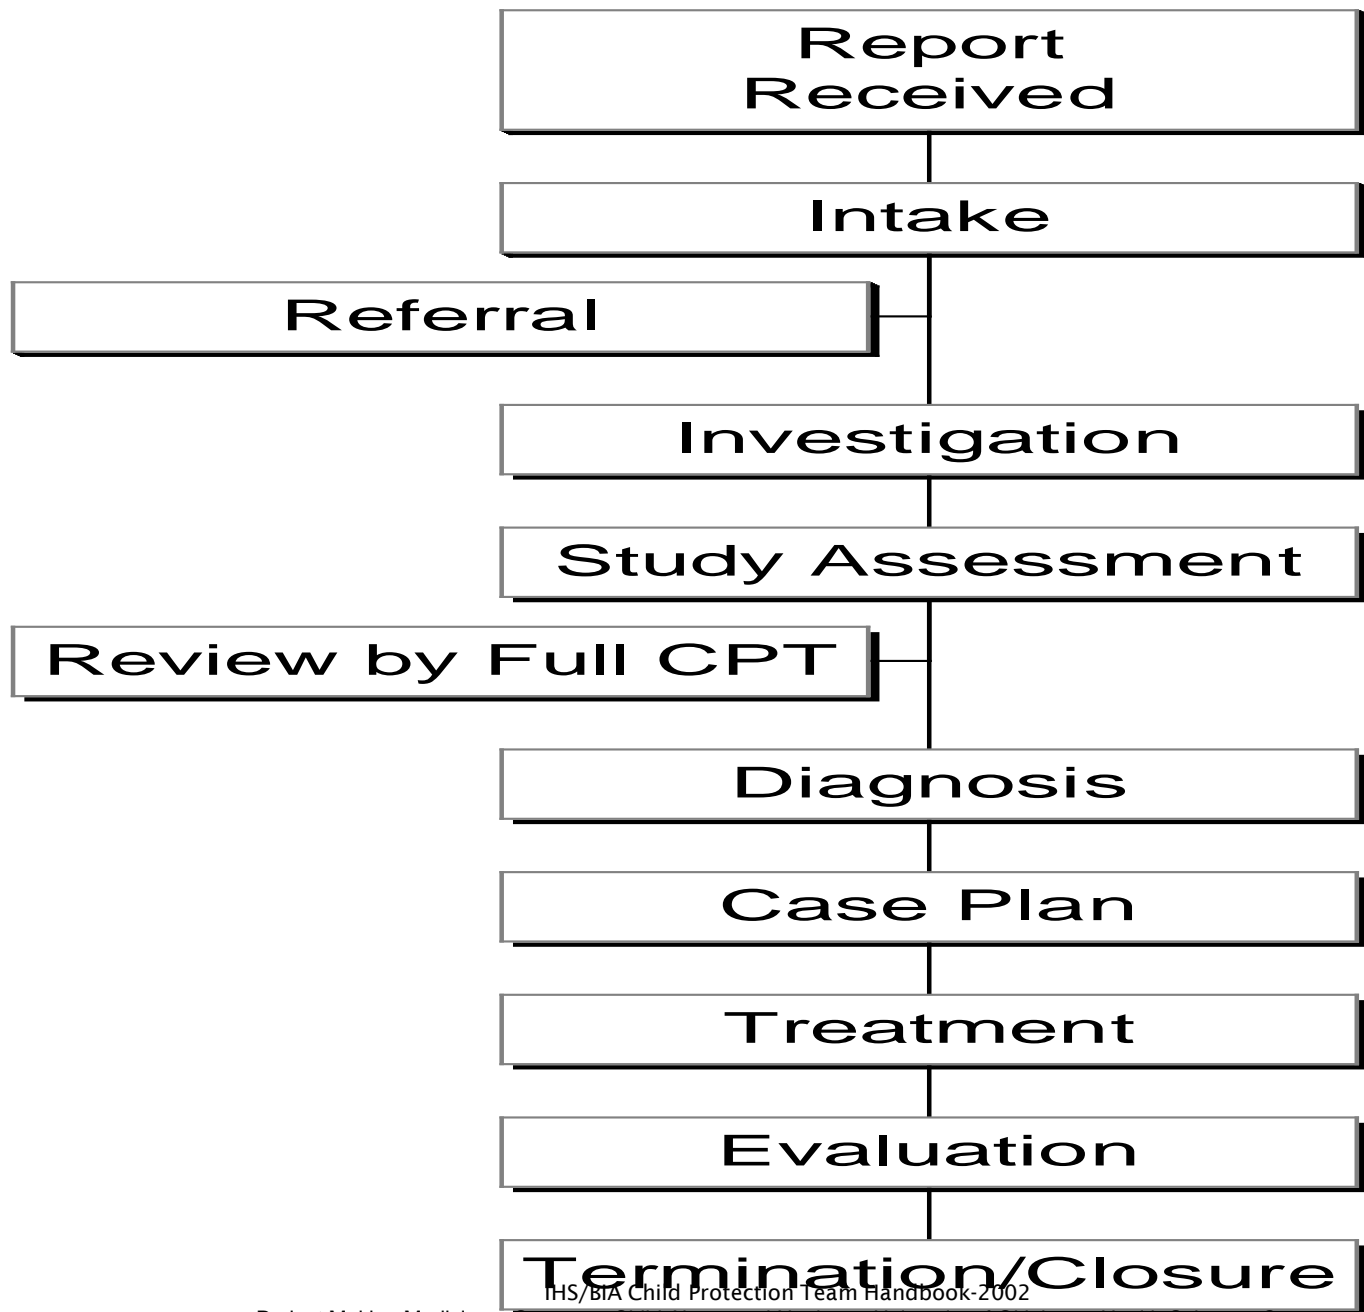 Report
Received
Intake
Referral
Investigation
Study Assessment
Review by Full CPT
Diagnosis
Case Plan
Treatment
Evaluation
Termination/Closure
IHS/BIA Child Protection Team Handbook-2002